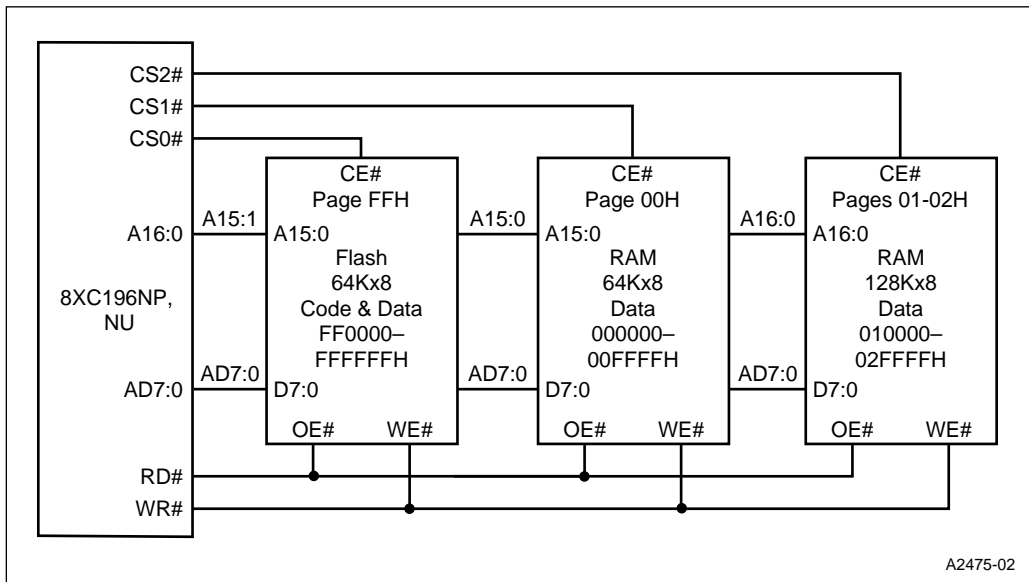 CS2#
CS1#
CS0#
A16:0
8XC196NP,
NU
AD7:0
RD#
WR#
A15:1
AD7:0
CE#
Page FFH
A15:0
Flash
64Kx8
Code & Data
FF0000–
FFFFFFH
D7:0
OE# WE#
A15:0
AD7:0
CE#
Page 00H
A15:0
RAM
64Kx8
Data
000000–
00FFFFH
D7:0
OE# WE#
A16:0
AD7:0
CE#
Pages 01-02H
A16:0
RAM
128Kx8
Data
010000–
02FFFFH
D7:0
OE# WE#
A2475-02